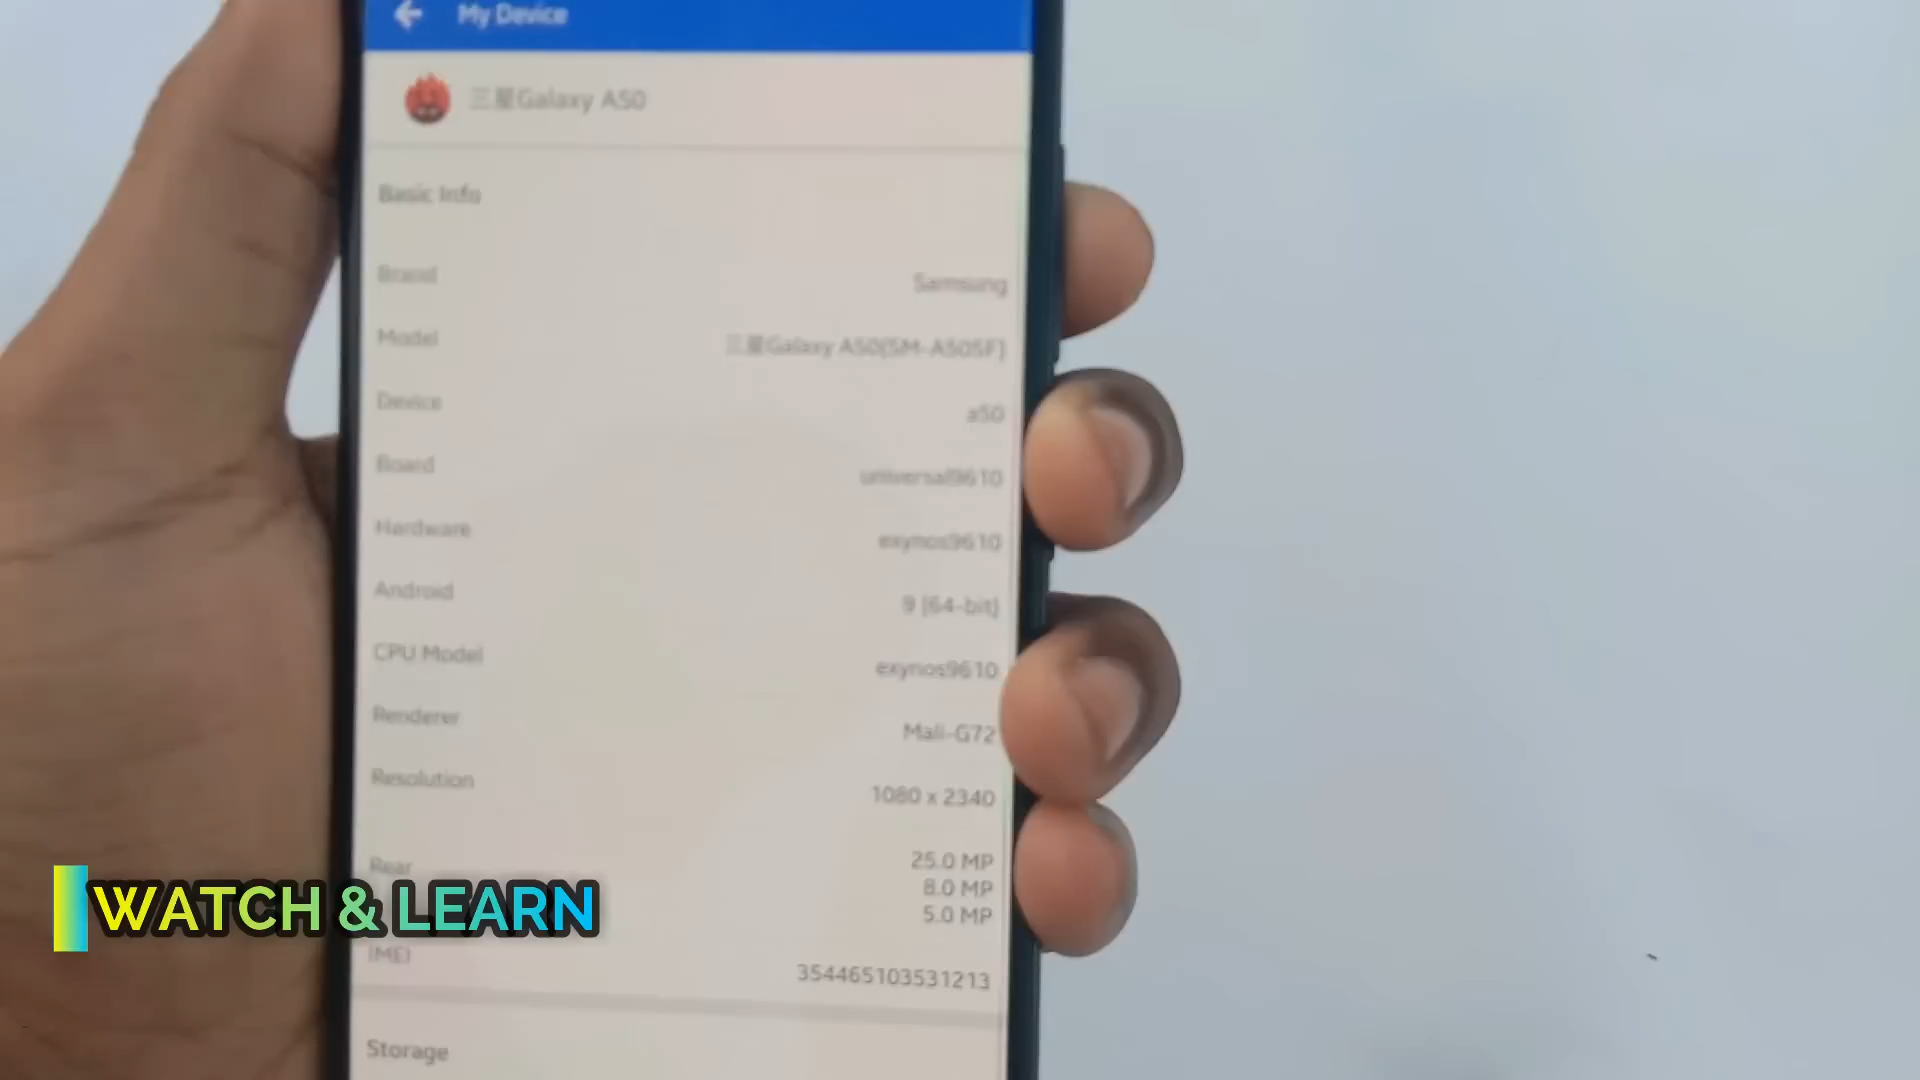 My Device
三星Galaxy A50
Basic Info
Brand Samsung
Model 三星Galaxy A50(SM-A505F)
Device a50
Board universal9610
Hardware exynos9610
Android 9 (64-bit)
CPU Model exynos9610
Renderer Mali-G72
Resolution 1080 x 2340
Rear 25.0 MP
8.0 MP
5.0 MP
WATCH & LEARN
IMEI 354465103531213
Storage